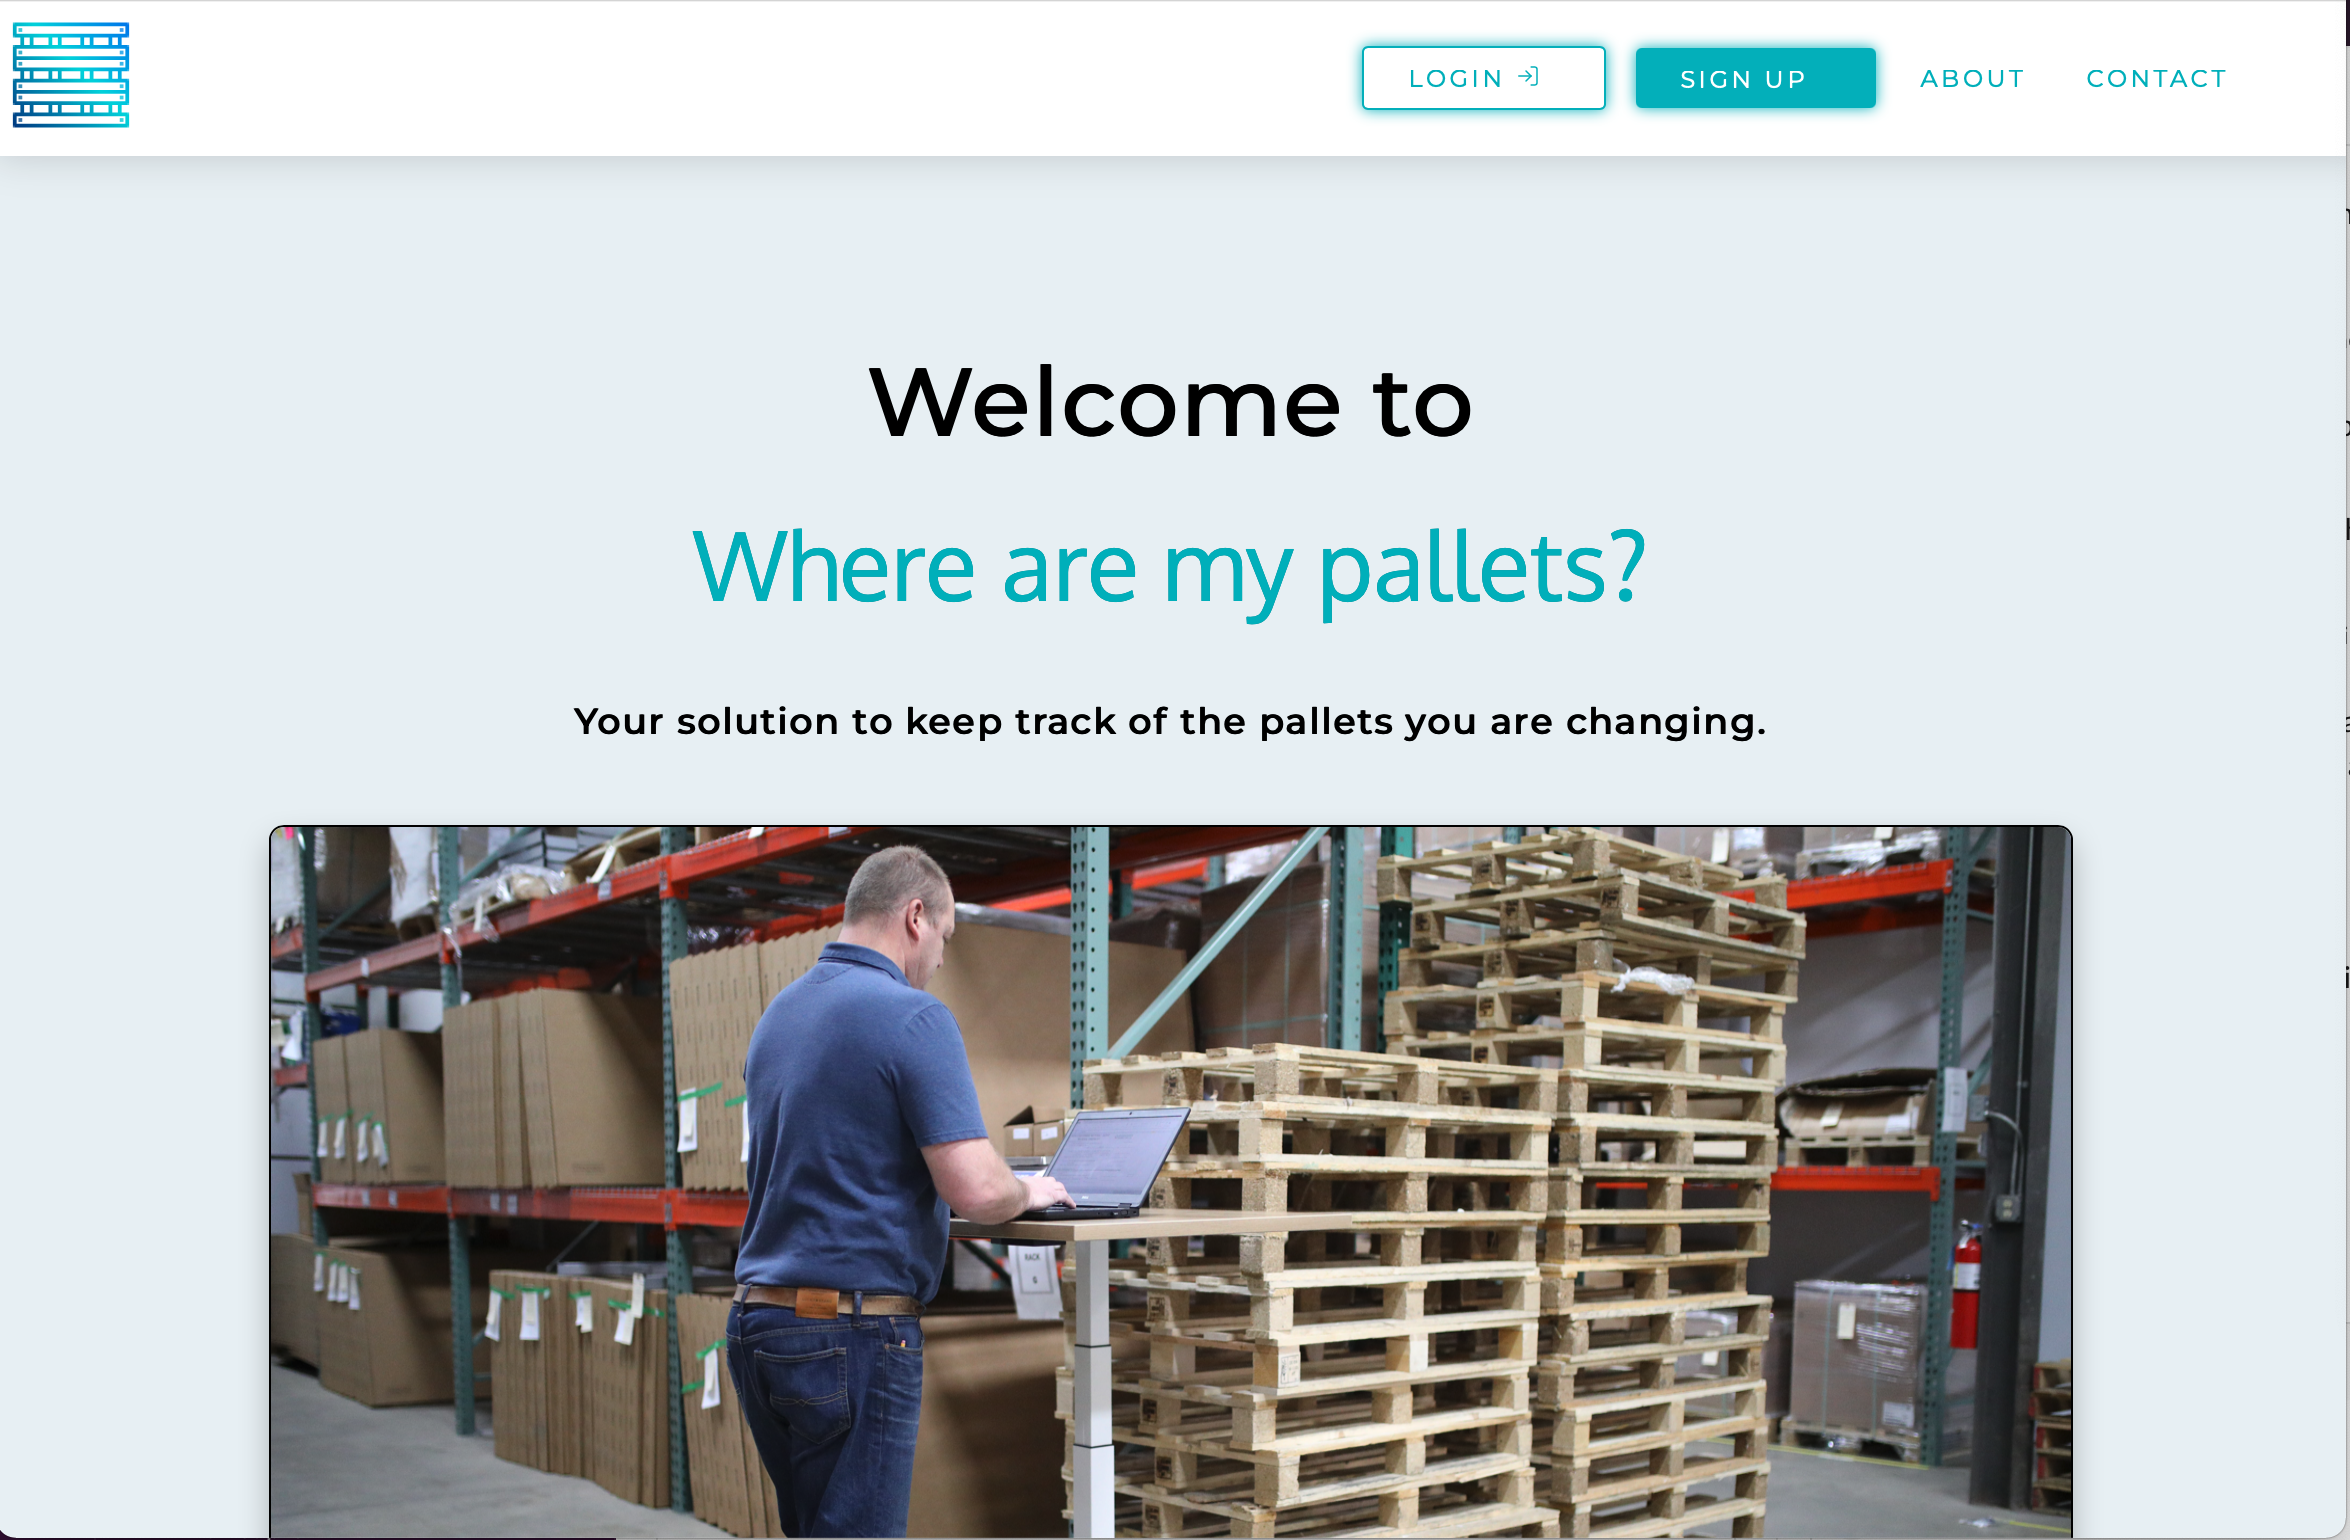 LOGIN
SIGN UP
ABOUT
CONTACT
Welcome to
Where are my pallets?
Your solution to keep track of the pallets you are changing.
RACK
G